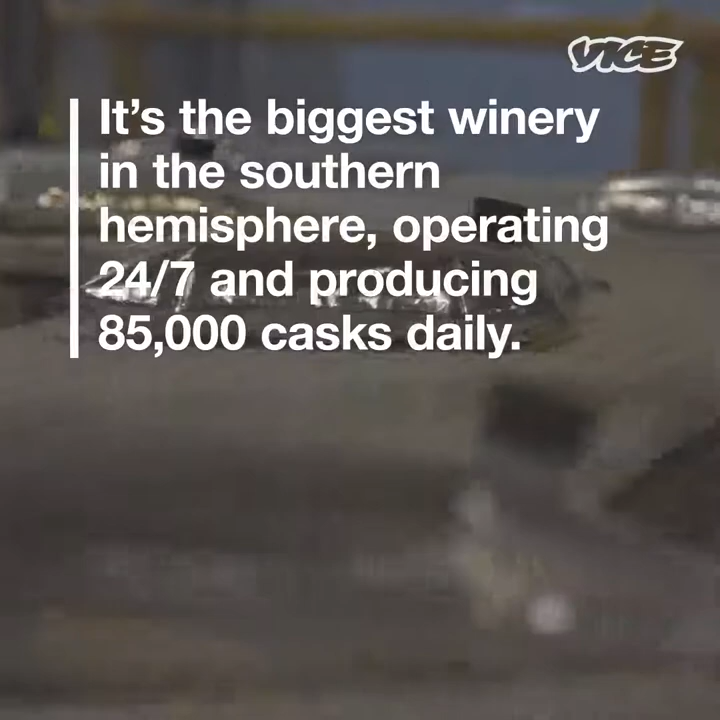 VICE
It's the biggest winery
in the southern
hemisphere, operating
24/7 and producing
85,000 casks daily.